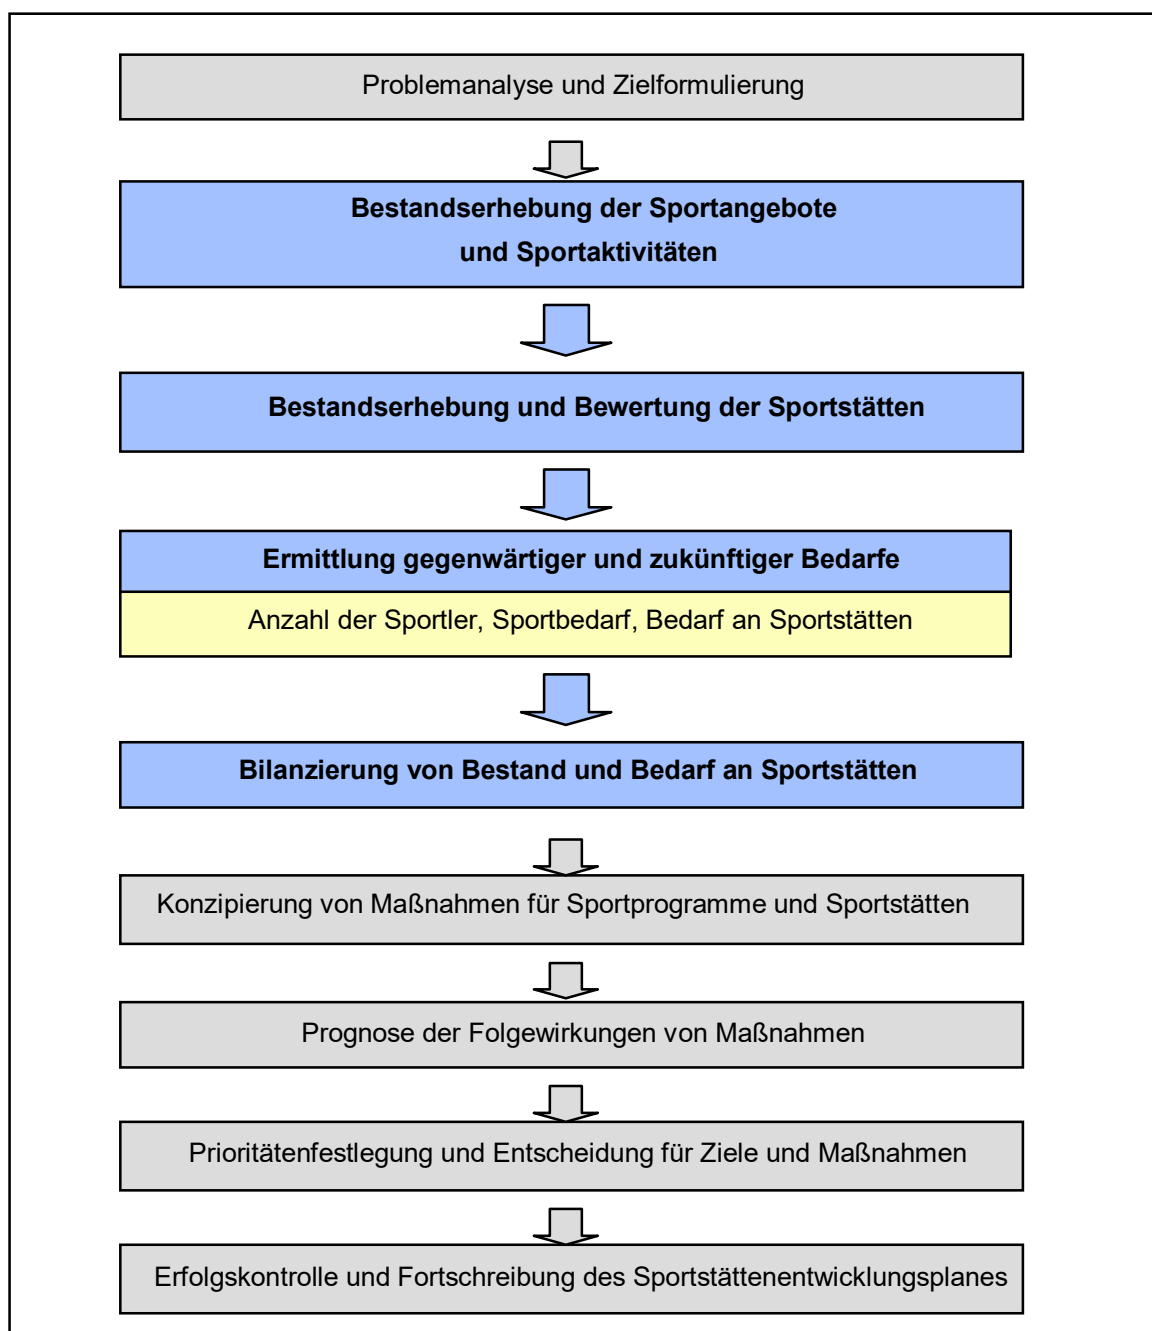 Problemanalyse und Zielformulierung
Bestandserhebung der Sportangebote
und Sportaktivitäten
Bestandserhebung und Bewertung der Sportstätten
Ermittlung gegenwärtiger und zukünftiger Bedarfe
Anzahl der Sportler, Sportbedarf, Bedarf an Sportstätten
Bilanzierung von Bestand und Bedarf an Sportstätten
Konzipierung von Maßnahmen für Sportprogramme und Sportstätten
Prognose der Folgewirkungen von Maßnahmen
Prioritätenfestlegung und Entscheidung für Ziele und Maßnahmen
Erfolgskontrolle und Fortschreibung des Sportstättenentwicklungsplanes